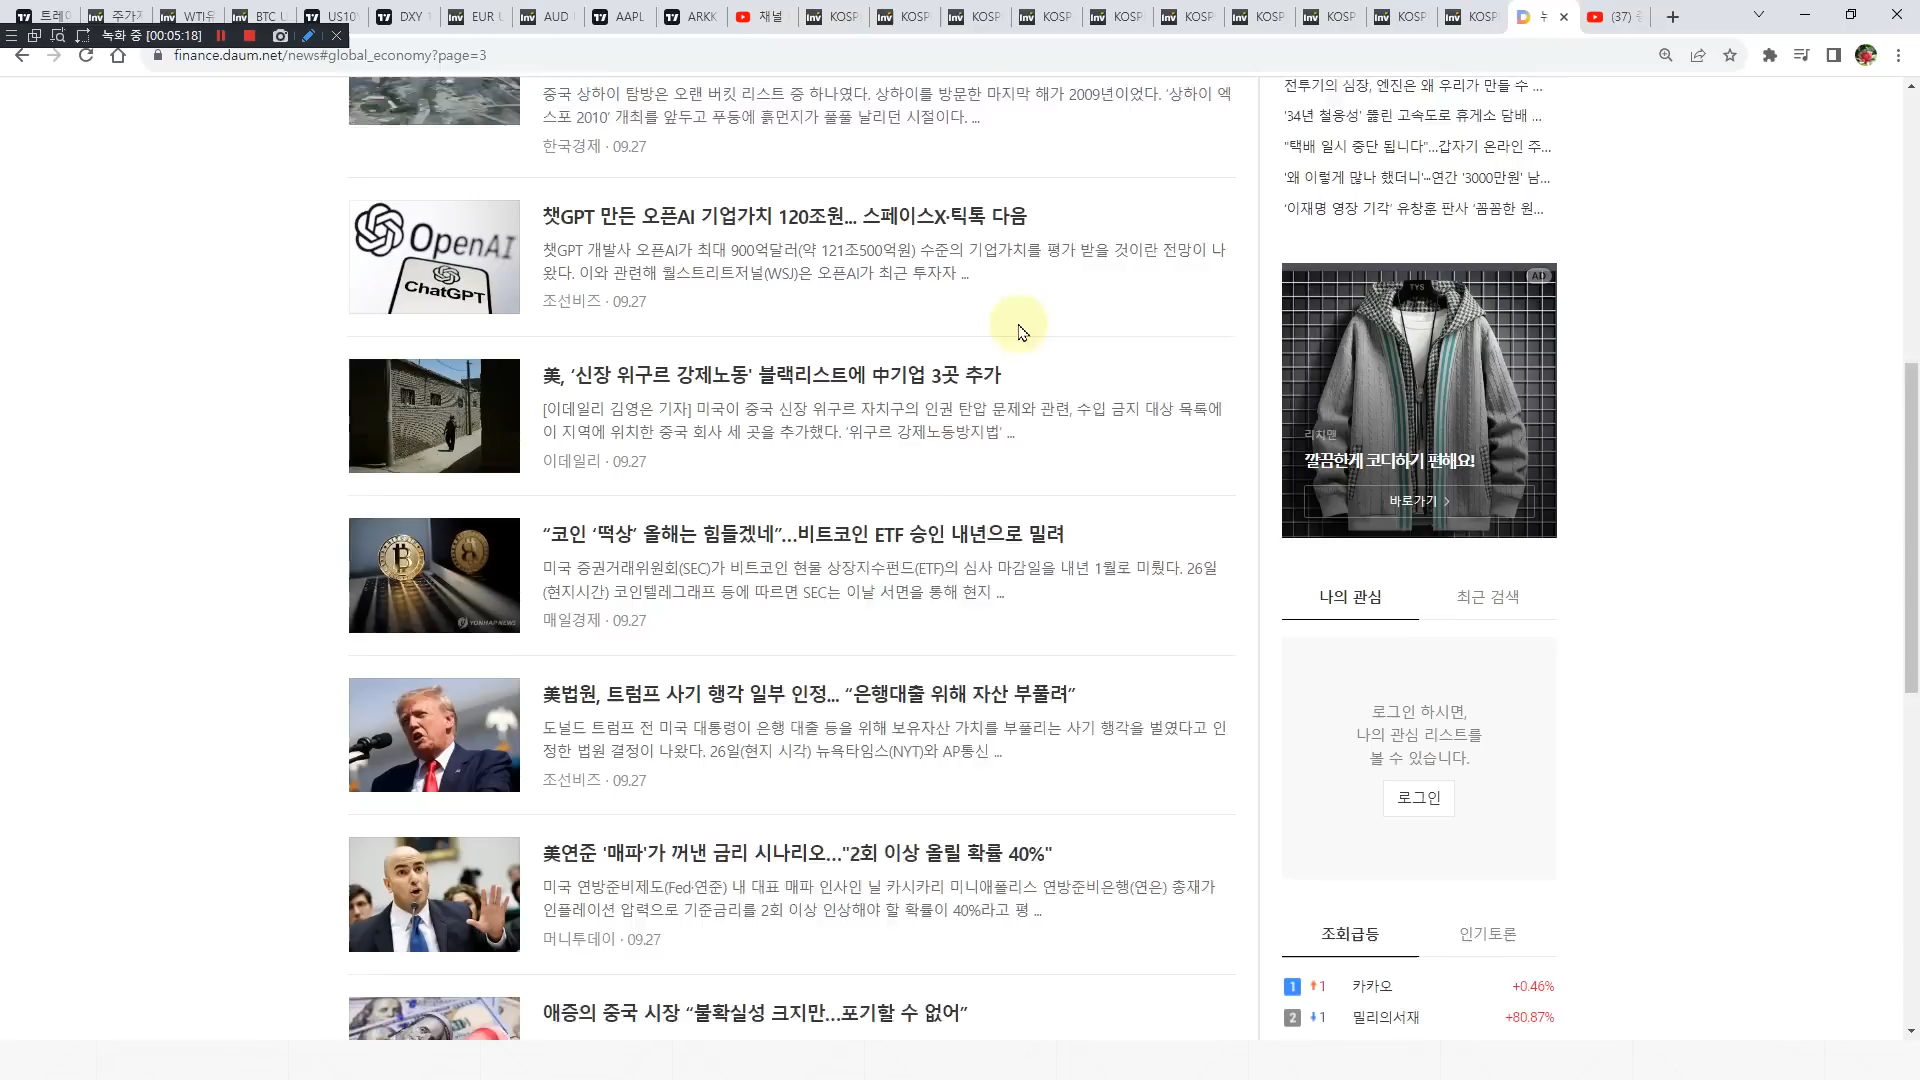 트레이
주가지
WTI유
BTC U
US10Y
DXY 1
EUR U
AUD
AAPL
ARKK
채널
KOSP
KOSP
KOSP
KOSP
KOSP
KOSP
KOSP
KOSP
KOSP
KOSP
뉴
(37)
녹화 중 [00:05:18]
finance.daum.net/news#global_economy?page=3
중국 상하이 탐방은 오랜 버킷 리스트 중 하나였다. 상하이를 방문한 마지막 해가 2009년이었다. ‘상하이 엑
스포 2010’ 개최를 앞두고 푸둥에 흙먼지가 풀풀 날리던 시절이다. ...
한국경제 · 09.27
OpenAI
ChatGPT
챗GPT 만든 오픈AI 기업가치 120조원... 스페이스X·틱톡 다음
챗GPT 개발사 오픈AI가 최대 900억달러(약 121조500억원) 수준의 기업가치를 평가 받을 것이란 전망이 나
왔다. 이와 관련해 월스트리트저널(WSJ)은 오픈AI가 최근 투자자 ...
조선비즈 · 09.27
美, ‘신장 위구르 강제노동' 블랙리스트에 中기업 3곳 추가
[이데일리 김영은 기자] 미국이 중국 신장 위구르 자치구의 인권 탄압 문제와 관련, 수입 금지 대상 목록에
이 지역에 위치한 중국 회사 세 곳을 추가했다. ‘위구르 강제노동방지법’ ...
이데일리 · 09.27
“코인 ‘떡상’ 올해는 힘들겠네”…비트코인 ETF 승인 내년으로 밀려
미국 증권거래위원회(SEC)가 비트코인 현물 상장지수펀드(ETF)의 심사 마감일을 내년 1월로 미뤘다. 26일
(현지시간) 코인텔레그래프 등에 따르면 SEC는 이날 서면을 통해 현지 ...
매일경제 · 09.27
YONHAP NEWS
美법원, 트럼프 사기 행각 일부 인정... “은행대출 위해 자산 부풀려”
도널드 트럼프 전 미국 대통령이 은행 대출 등을 위해 보유자산 가치를 부풀리는 사기 행각을 벌였다고 인
정한 법원 결정이 나왔다. 26일(현지 시각) 뉴욕타임스(NYT)와 AP통신 ...
조선비즈 · 09.27
美연준 '매파'가 꺼낸 금리 시나리오…"2회 이상 올릴 확률 40%"
미국 연방준비제도(Fed·연준) 내 대표 매파 인사인 닐 카시카리 미니애폴리스 연방준비은행(연은) 총재가
인플레이션 압력으로 기준금리를 2회 이상 인상해야 할 확률이 40%라고 평 ...
머니투데이 · 09.27
애증의 중국 시장 “불확실성 크지만…포기할 수 없어”
전투기의 심장, 엔진은 왜 우리가 만들 수 ...
'34년 철옹성' 뚫린 고속도로 휴게소 담배 ...
"택배 일시 중단 됩니다"…갑자기 온라인 주...
'왜 이렇게 많나 했더니'…연간 '3000만원' 남...
‘이재명 영장 기각’ 유창훈 판사 ‘꼼꼼한 원...
AD
TYS
리치맨
깔끔한게 코디하기 편해요!
바로가기 >
나의 관심
최근 검색
로그인 하시면,
나의 관심 리스트를
볼 수 있습니다.
로그인
조회급등
인기토론
1 1 카카오 +0.46%
2 1 밀리의서재 +80.87%